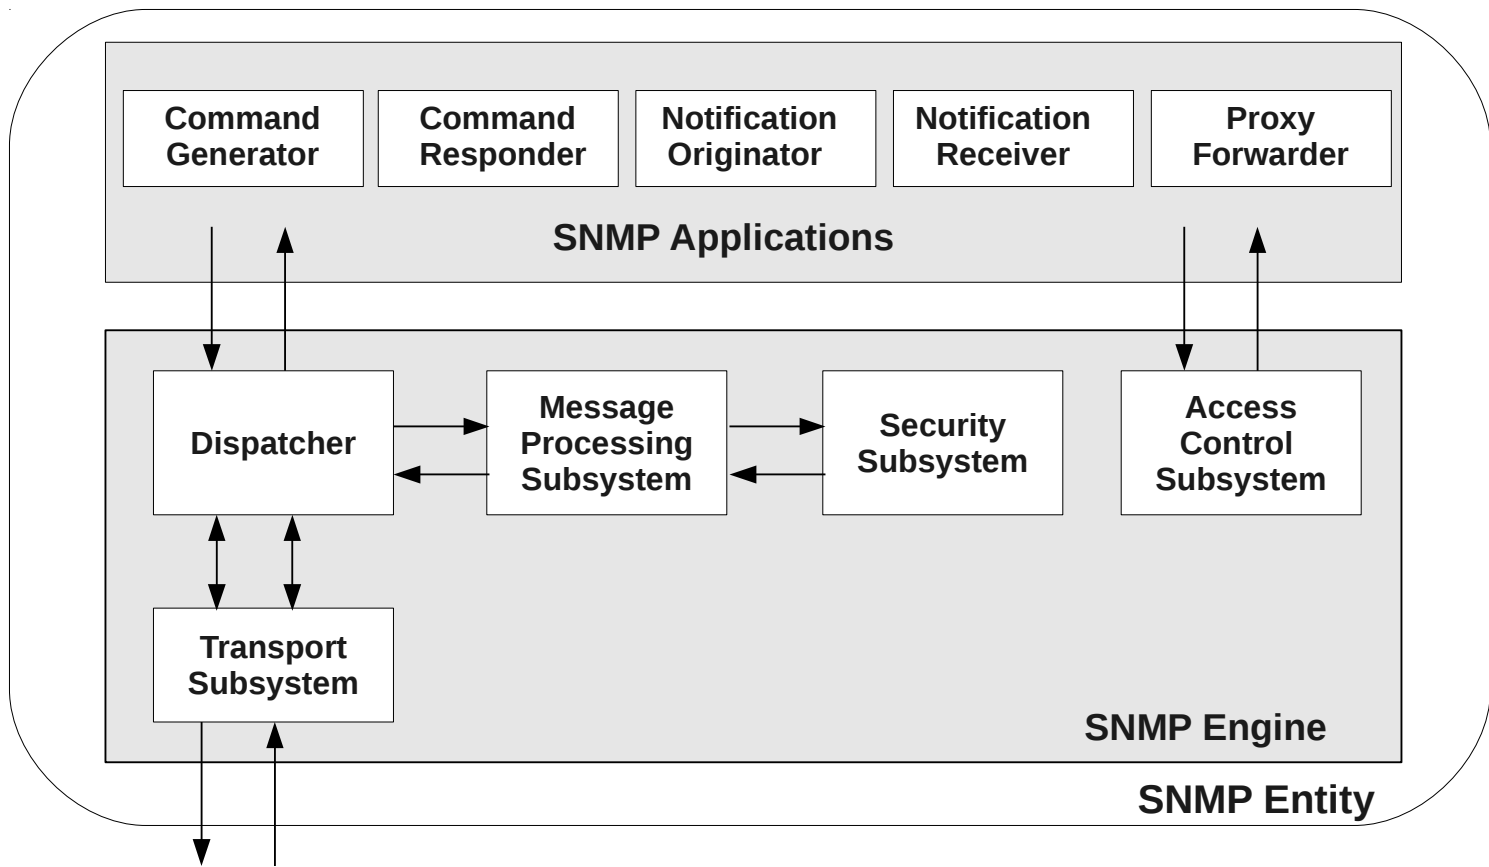 Command
Generator
Command
Responder
Notification
Originator
Notification
Receiver
Proxy
Forwarder
SNMP Applications
Dispatcher
Message
Processing
Subsystem
Security
Subsystem
Access
Control
Subsystem
Transport
Subsystem
SNMP Engine
SNMP Entity